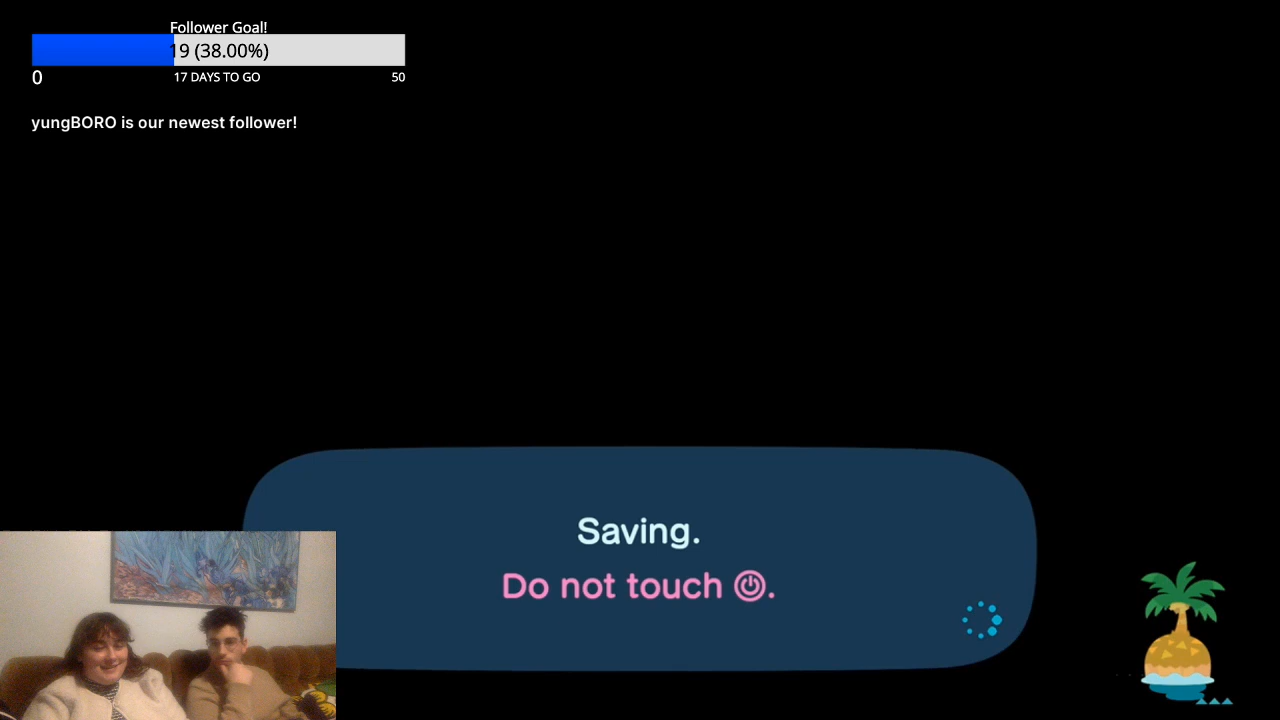 Follower Goal!
19 (38.00%)
0
17 DAYS TO GO
50
yungBORO is our newest follower!
Saving.
Do not touch ⏻.